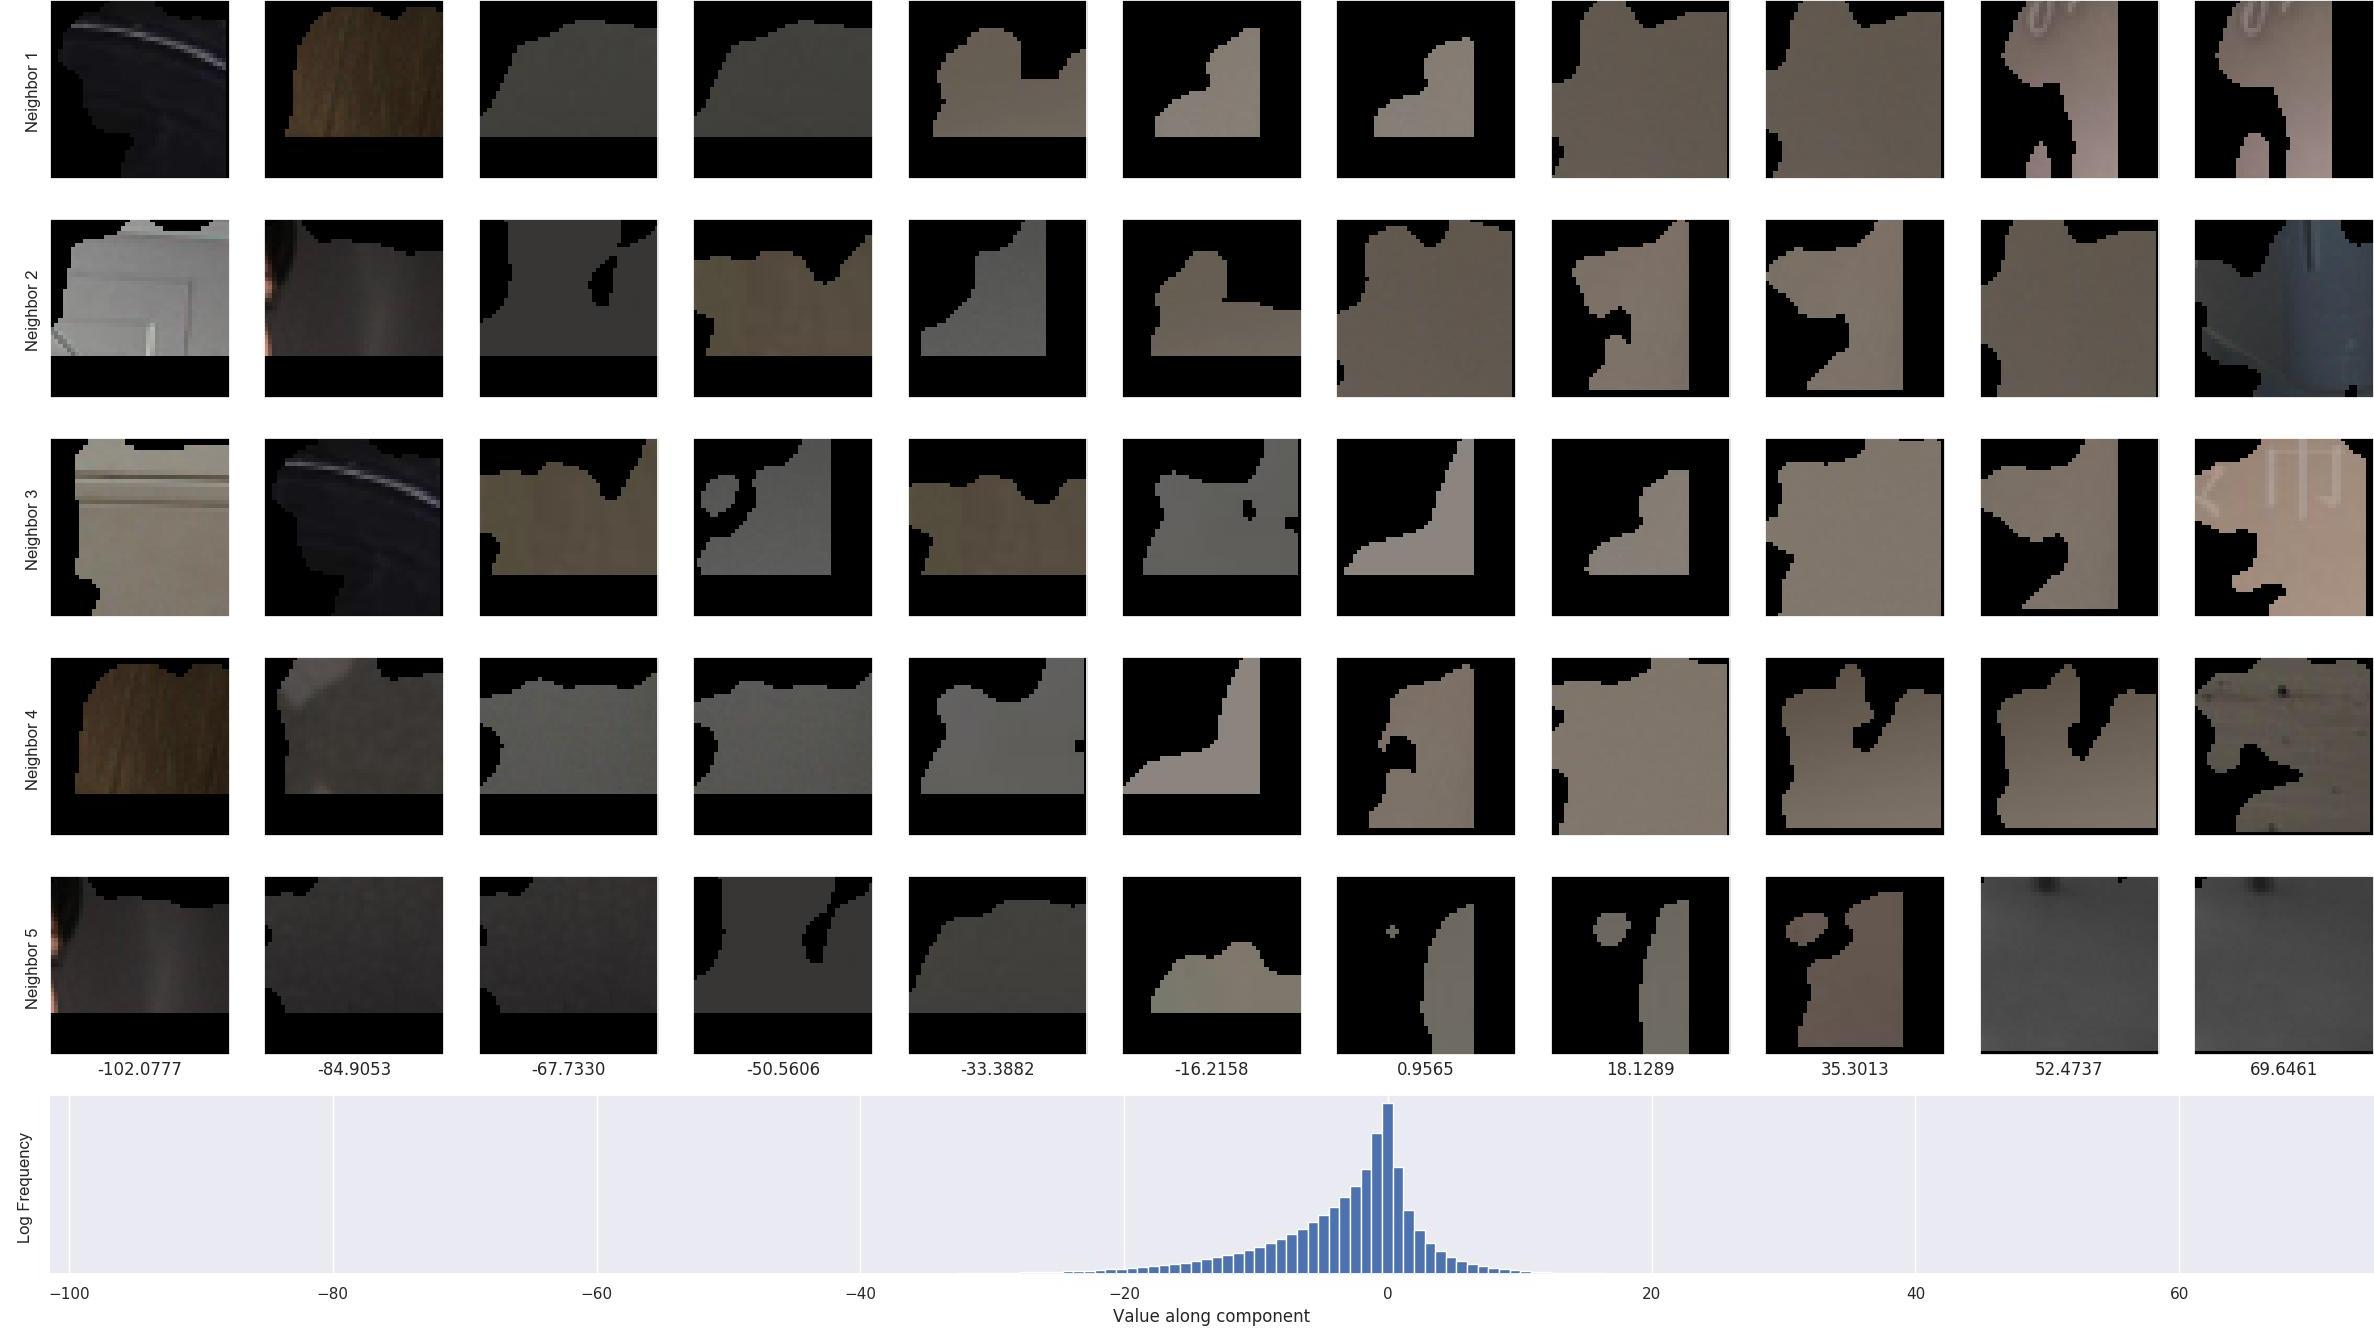 Neighbor 1
Neighbor 2
Neighbor 3
Neighbor 4
Neighbor 5
-102.0777 -84.9053 -67.7330 -50.5606 -33.3882 -16.2158 0.9565 18.1289 35.3013 52.4737 69.6461
Log Frequency
−100 −80 −60 −40 −20 0 20 40 60
Value along component